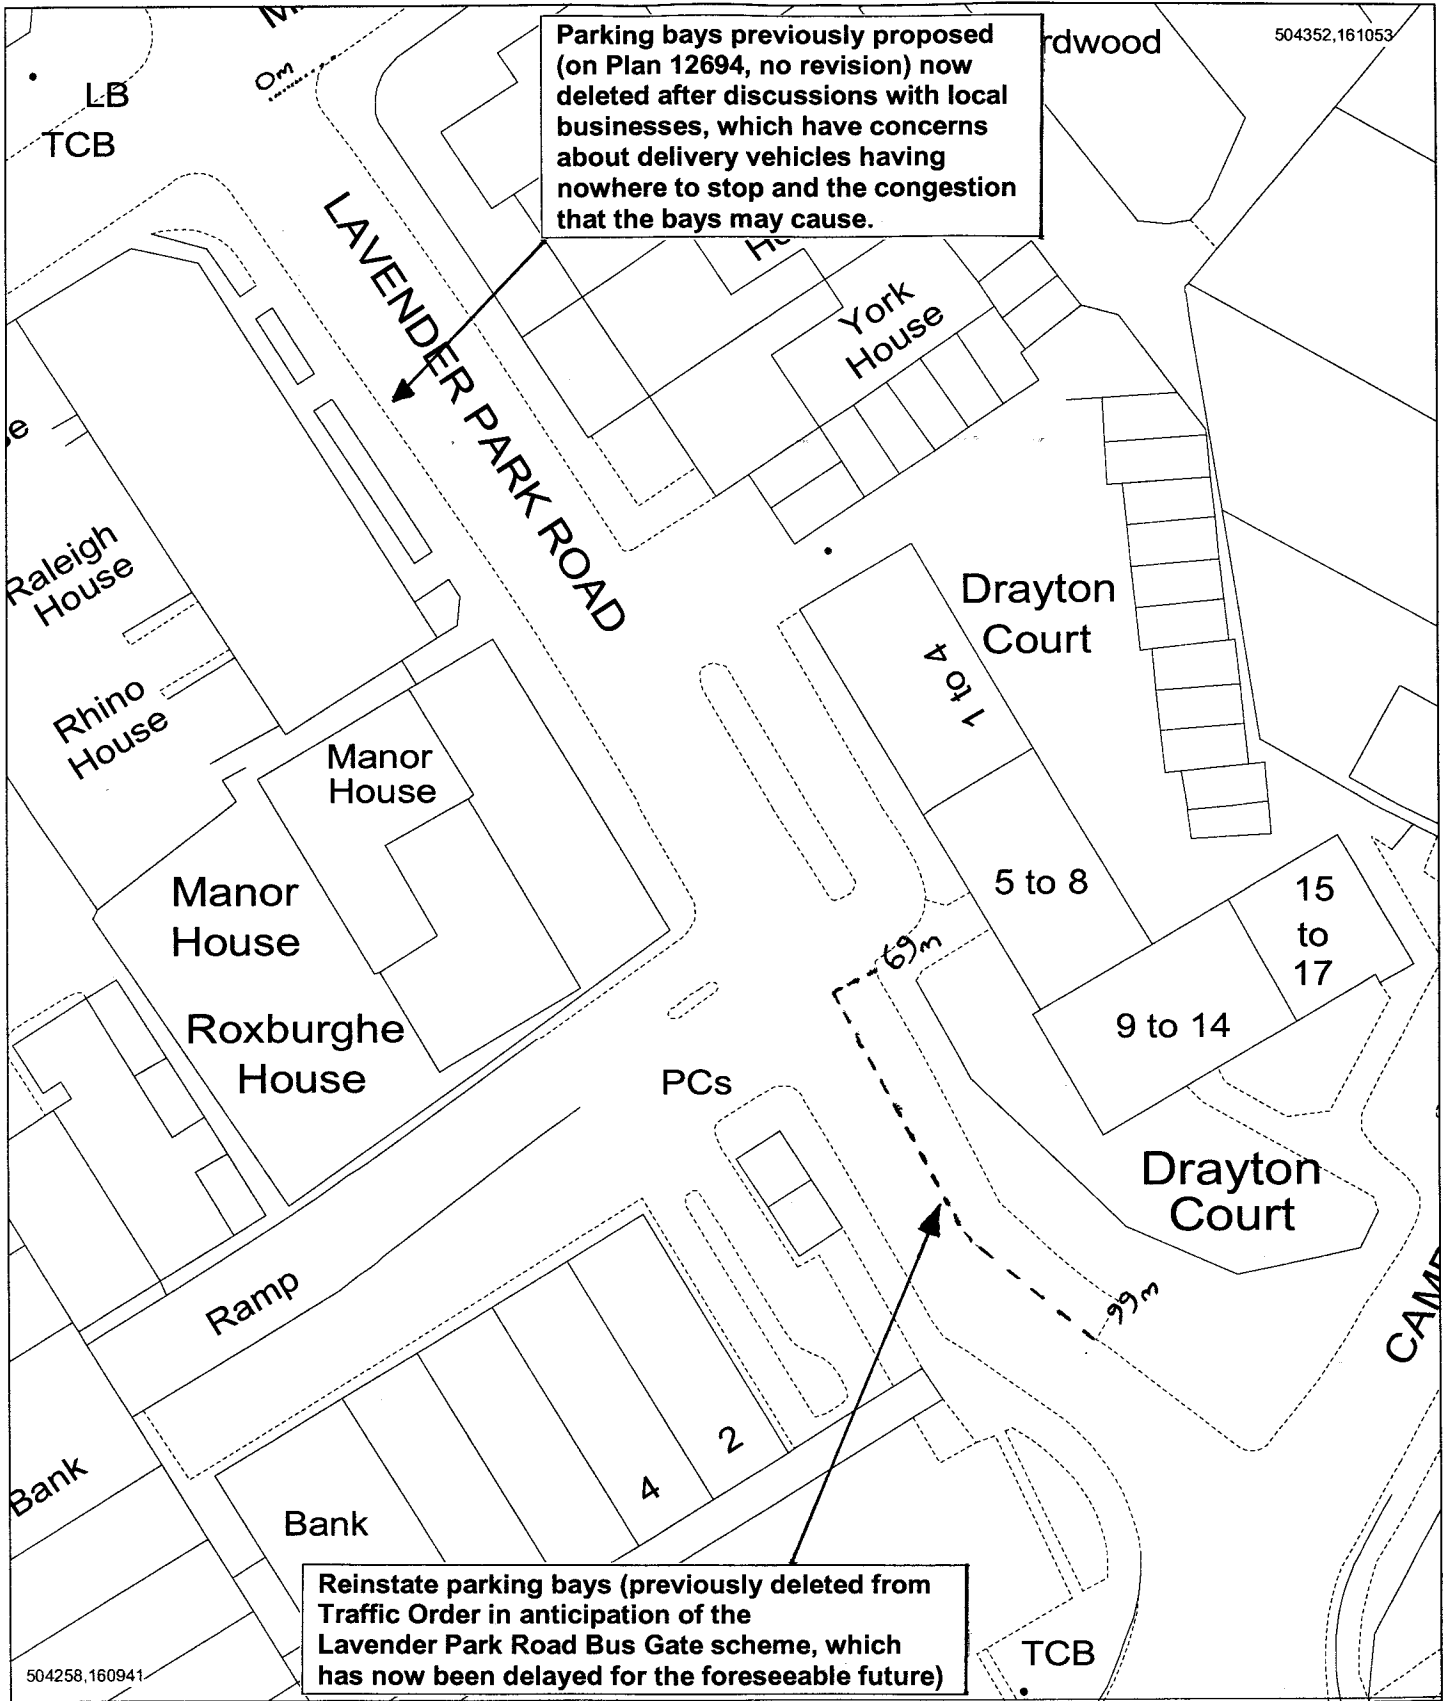 Parking bays previously proposed
(on Plan 12694, no revision) now
deleted after discussions with local
businesses, which have concerns
about delivery vehicles having
nowhere to stop and the congestion
that the bays may cause.
rdwood
504352,161053
0m
LB
TCB
LAVENDER PARK ROAD
York
House
Raleigh
House
Rhino
House
Drayton
Court
1 to 4
Manor
House
5 to 8
15
to
17
Manor
House
69m
9 to 14
Roxburghe
House
PCs
Drayton
Court
99m
Ramp
2
4
Bank
Bank
Reinstate parking bays (previously deleted from
Traffic Order in anticipation of the
Lavender Park Road Bus Gate scheme, which
has now been delayed for the foreseeable future)
TCB
504258,160941